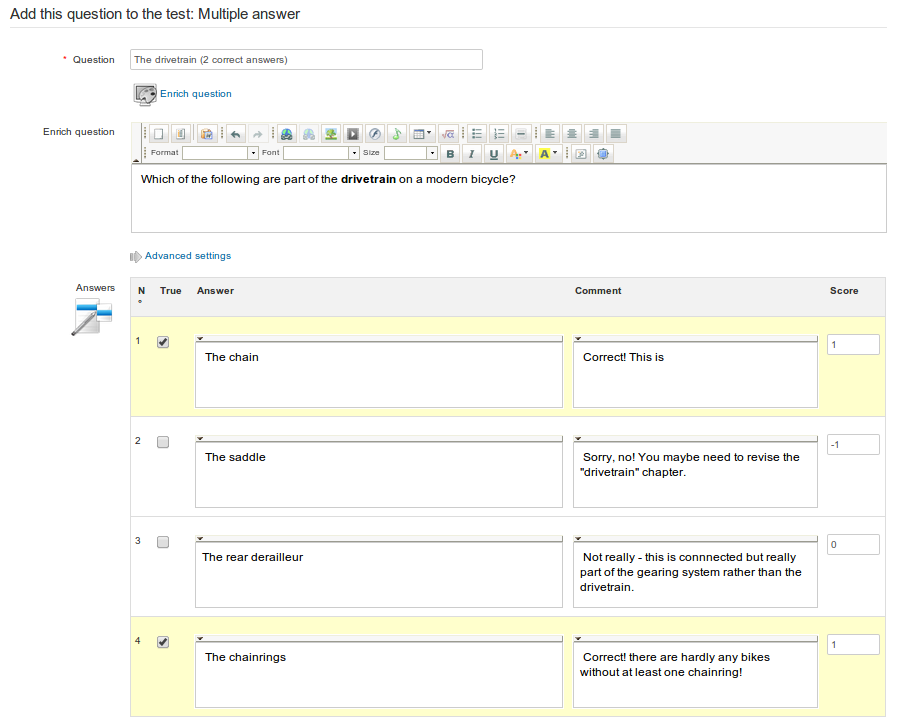 Add this question to the test: Multiple answer
* Question The drivetrain (2 correct answers)
Enrich question
Enrich question
Format Font Size B I U A A
Which of the following are part of the drivetrain on a modern bicycle?
Advanced settings
Answers
N° True Answer Comment Score
1 The chain Correct! This is 1
2 The saddle Sorry, no! You maybe need to revise the -1
"drivetrain" chapter.
3 The rear derailleur Not really - this is connnected but really 0
part of the gearing system rather than the
drivetrain.
4 The chainrings Correct! there are hardly any bikes 1
without at least one chainring!